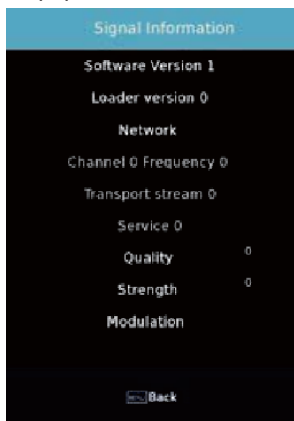 Signal Information
Software Version 1
Loader version 0
Network
Channel 0 Frequency 0
Transport stream 0
Service 0
Quality 0
Strength 0
Modulation
Back